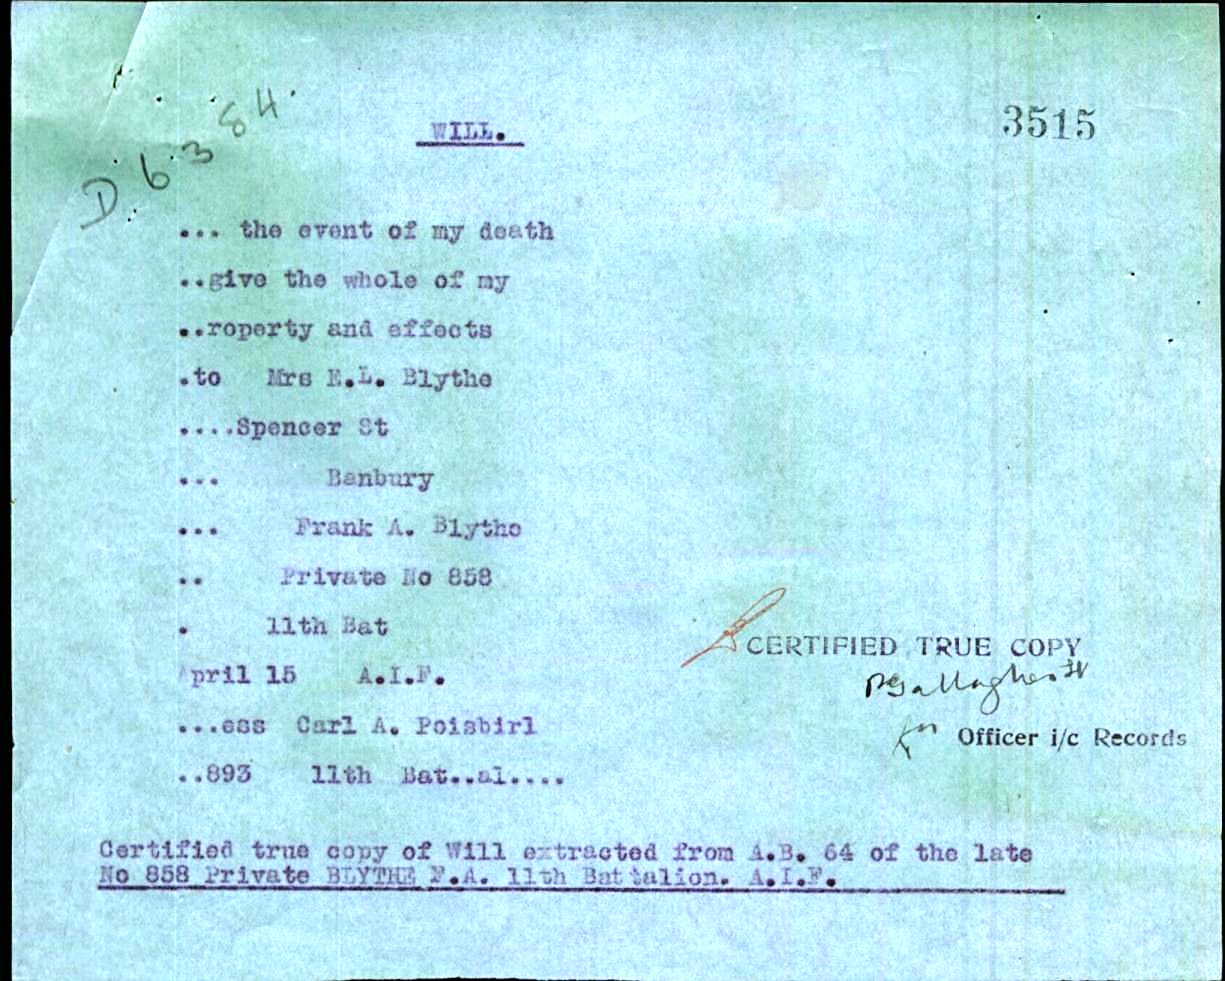 D.6384.
WILL.
3515
... the event of my death
..give the whole of my
..roperty and effects
.to Mrs E.L. Blythe
....Spencer St
... Banbury
... Frank A. Blythe
.. Private No 858
. 11th Bat
April 15 A.I.F.
...ess Carl A. Poisbirl
..893 11th Bat..al....
CERTIFIED TRUE COPY
Gallagher
for Officer i/c Records
Certified true copy of Will extracted from A.B. 64 of the late
No 858 Private BLYTHE F.A. 11th Battalion. A.I.F.